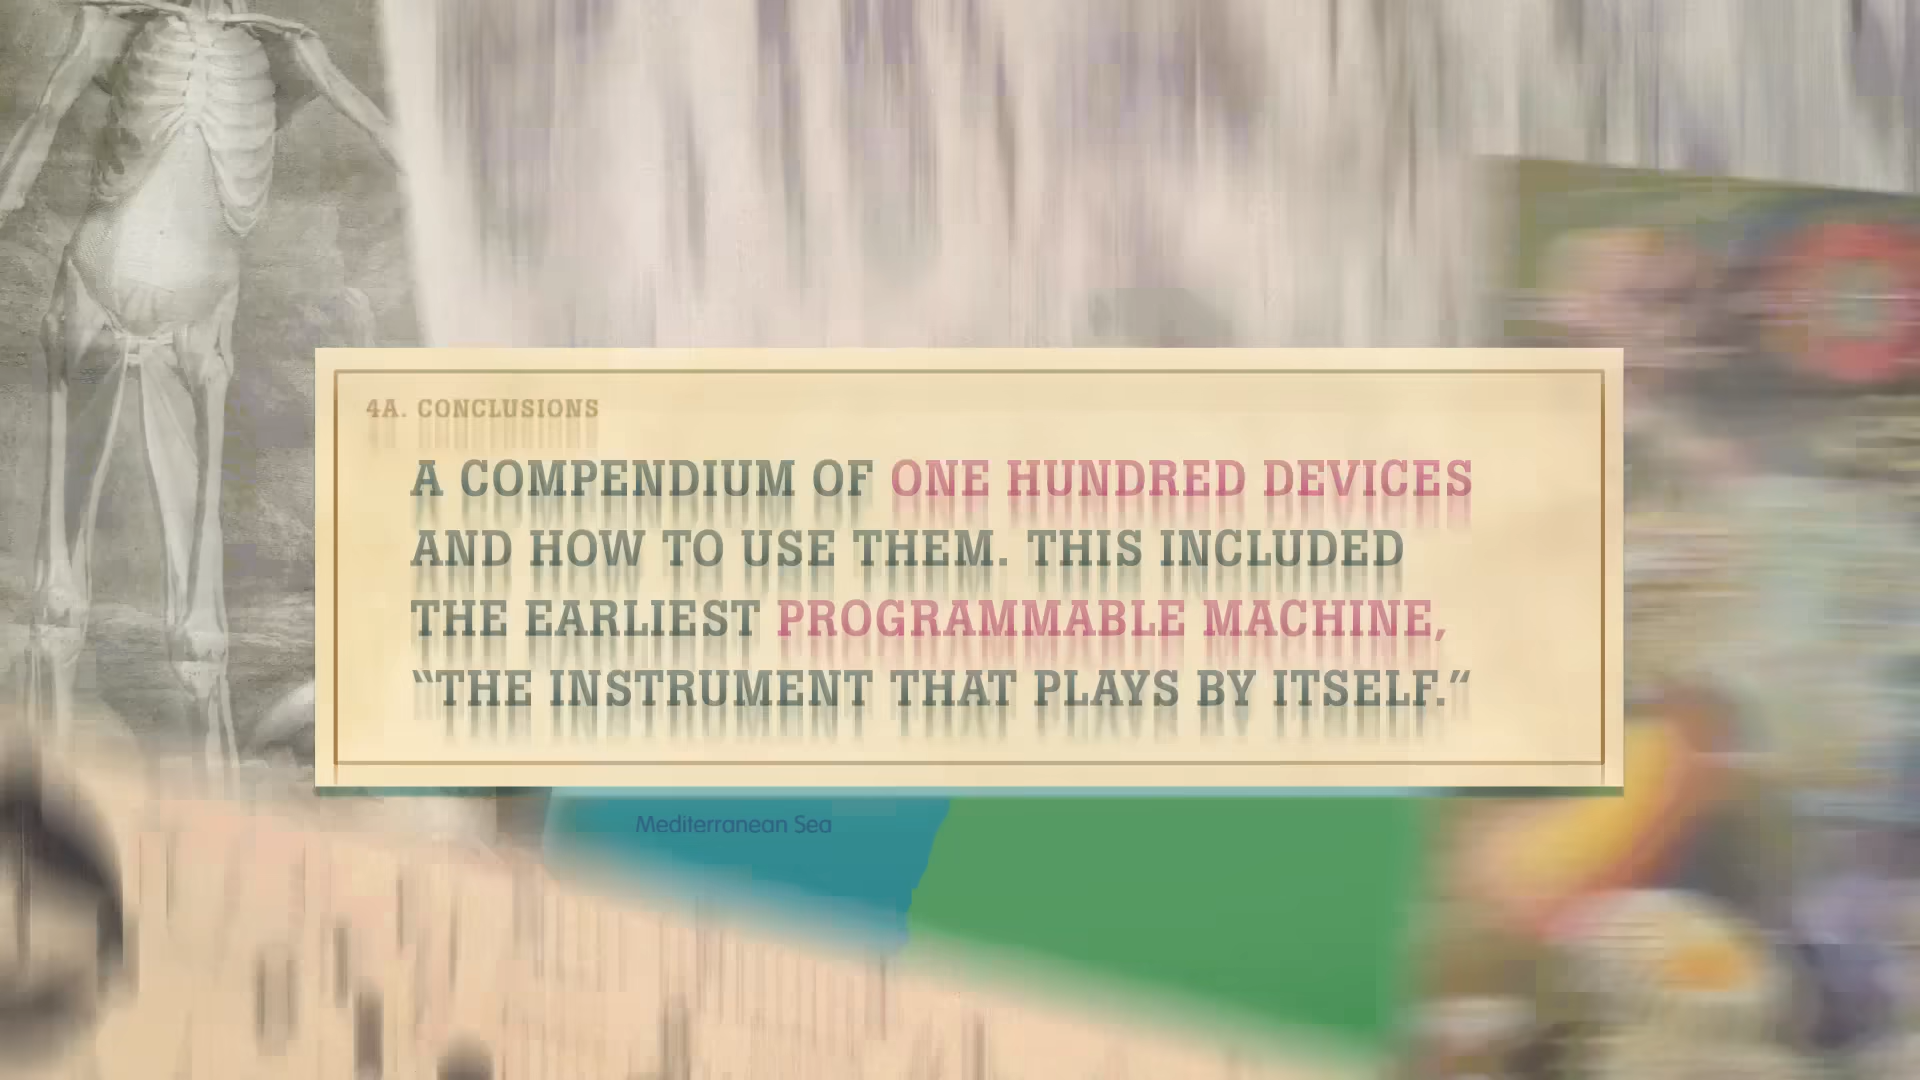 4A. CONCLUSIONS
A COMPENDIUM OF ONE HUNDRED DEVICES
AND HOW TO USE THEM. THIS INCLUDED
THE EARLIEST PROGRAMMABLE MACHINE,
“THE INSTRUMENT THAT PLAYS BY ITSELF.”
Mediterranean Sea